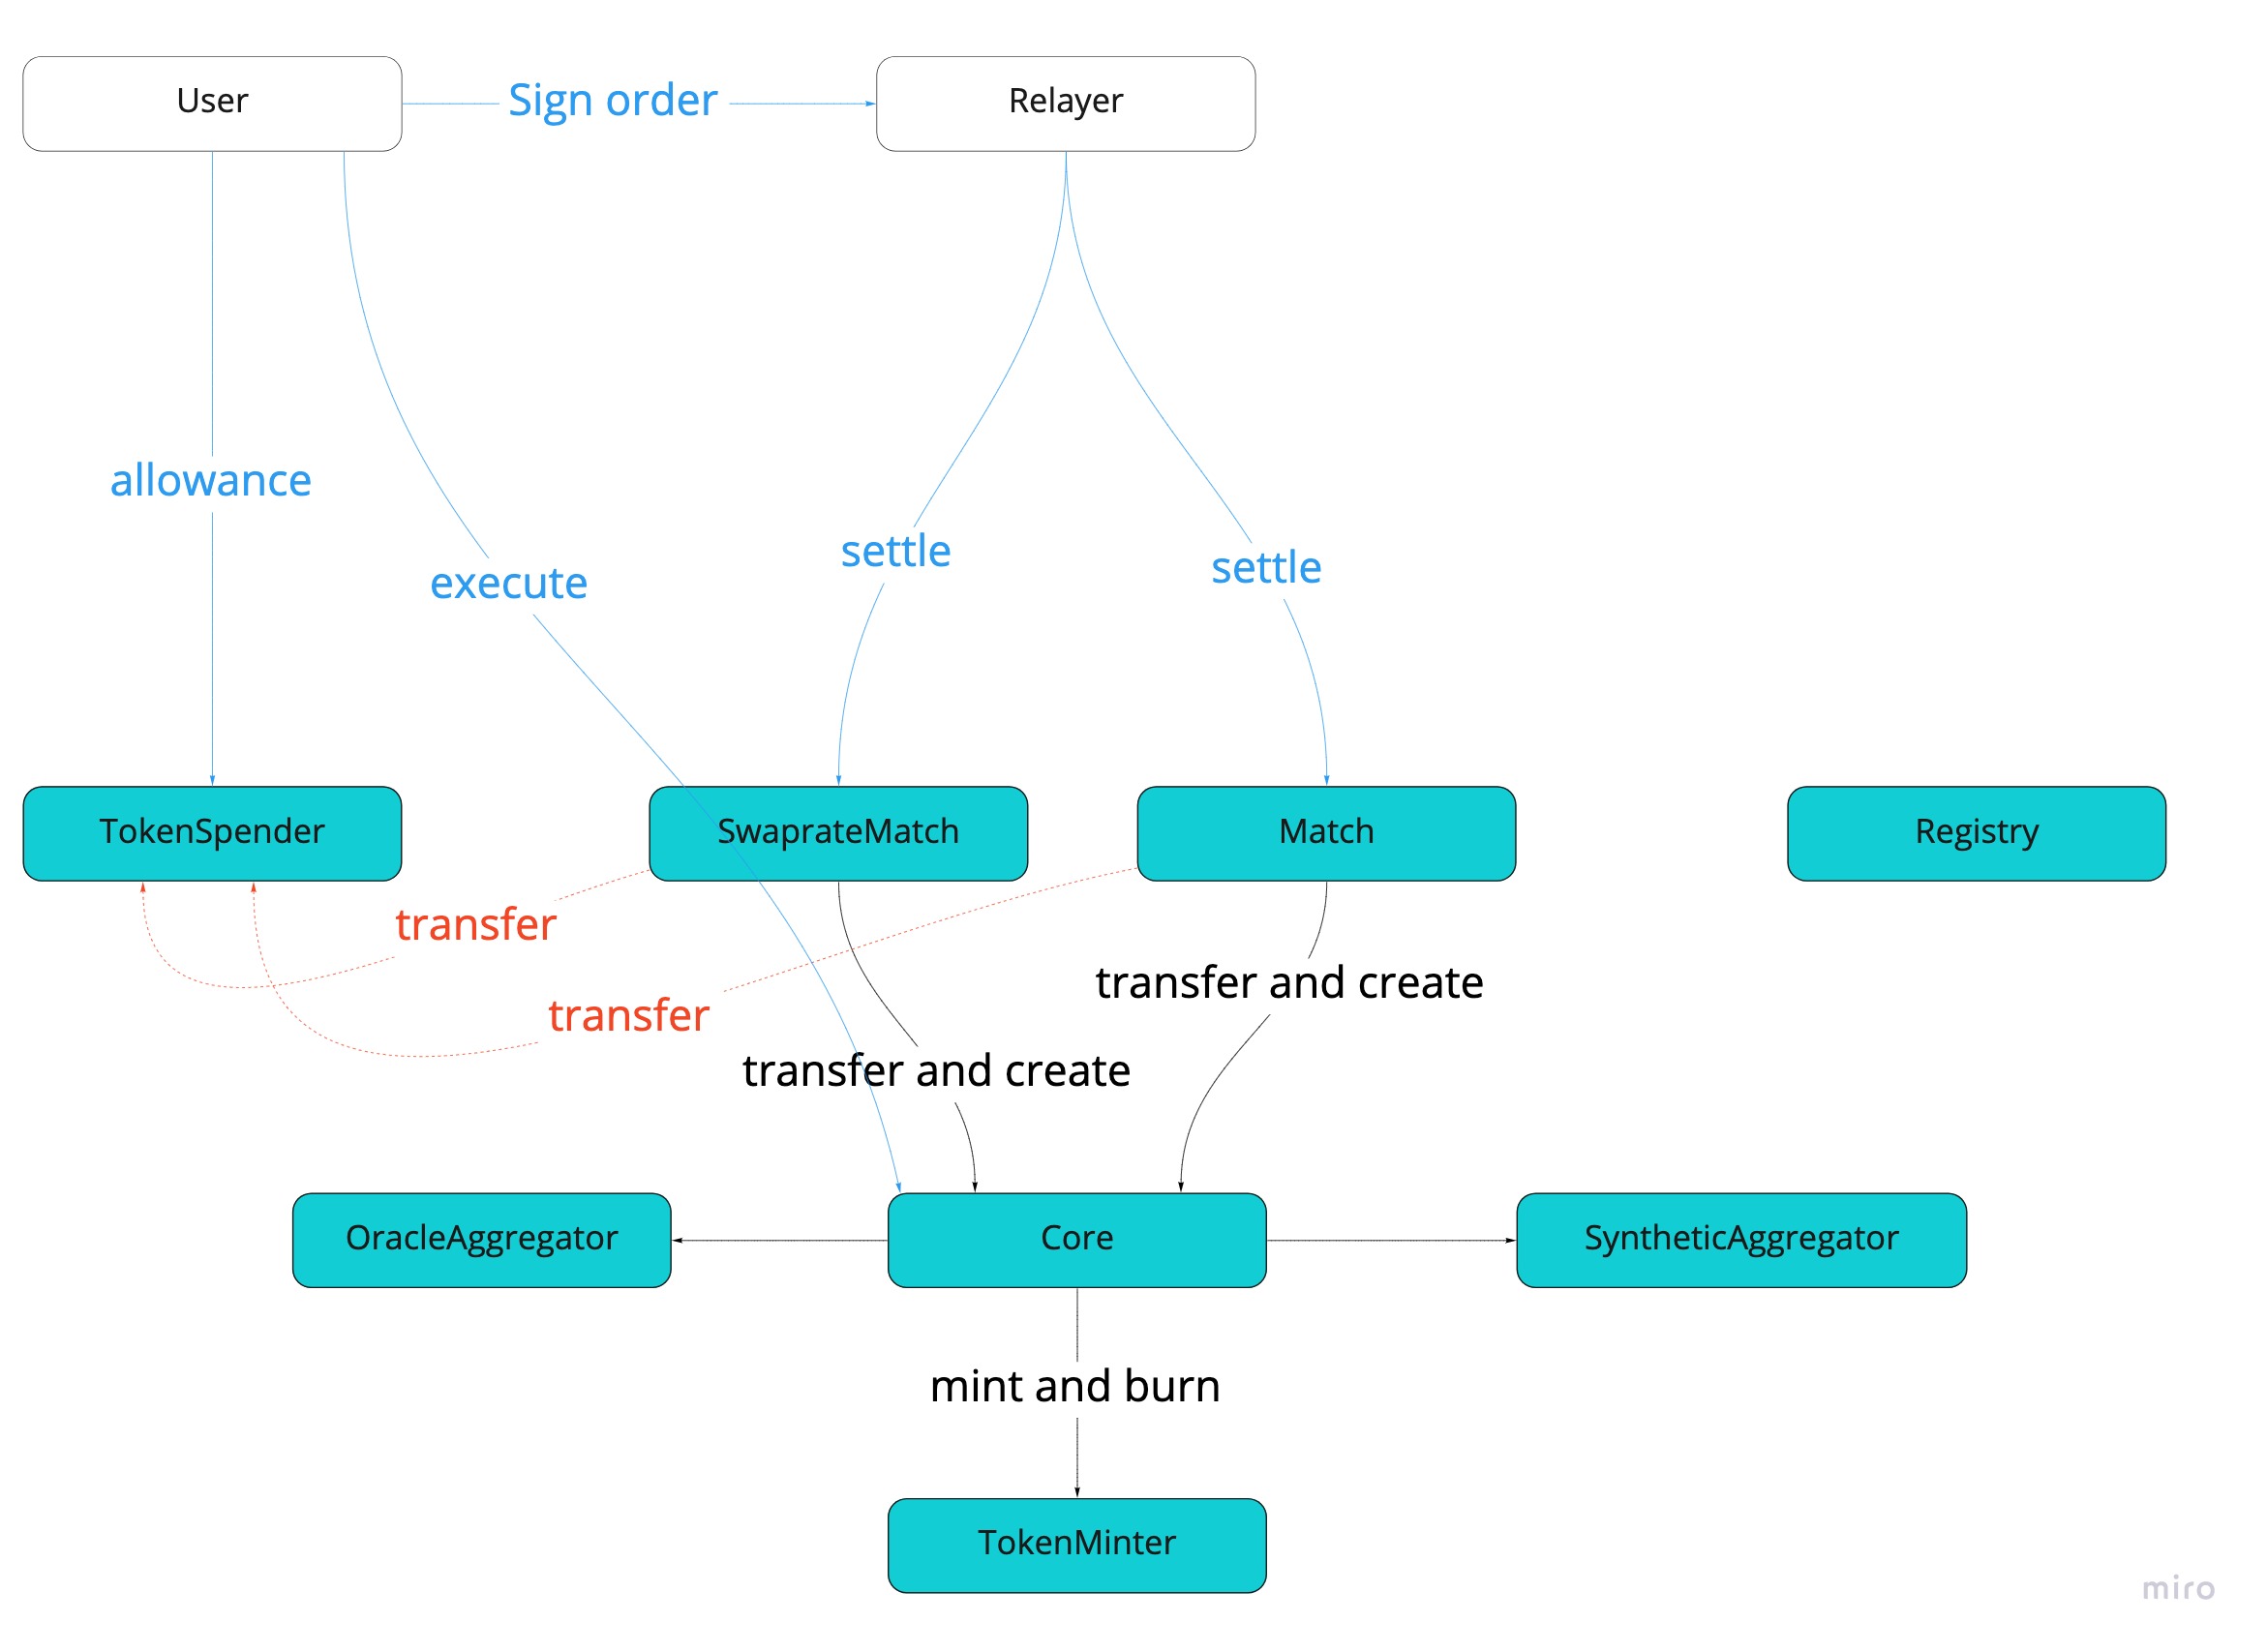 User
Sign order
Relayer
allowance
execute
settle
settle
TokenSpender
SwaprateMatch
Match
Registry
transfer
transfer
transfer and create
transfer and create
OracleAggregator
Core
SyntheticAggregator
mint and burn
TokenMinter
miro